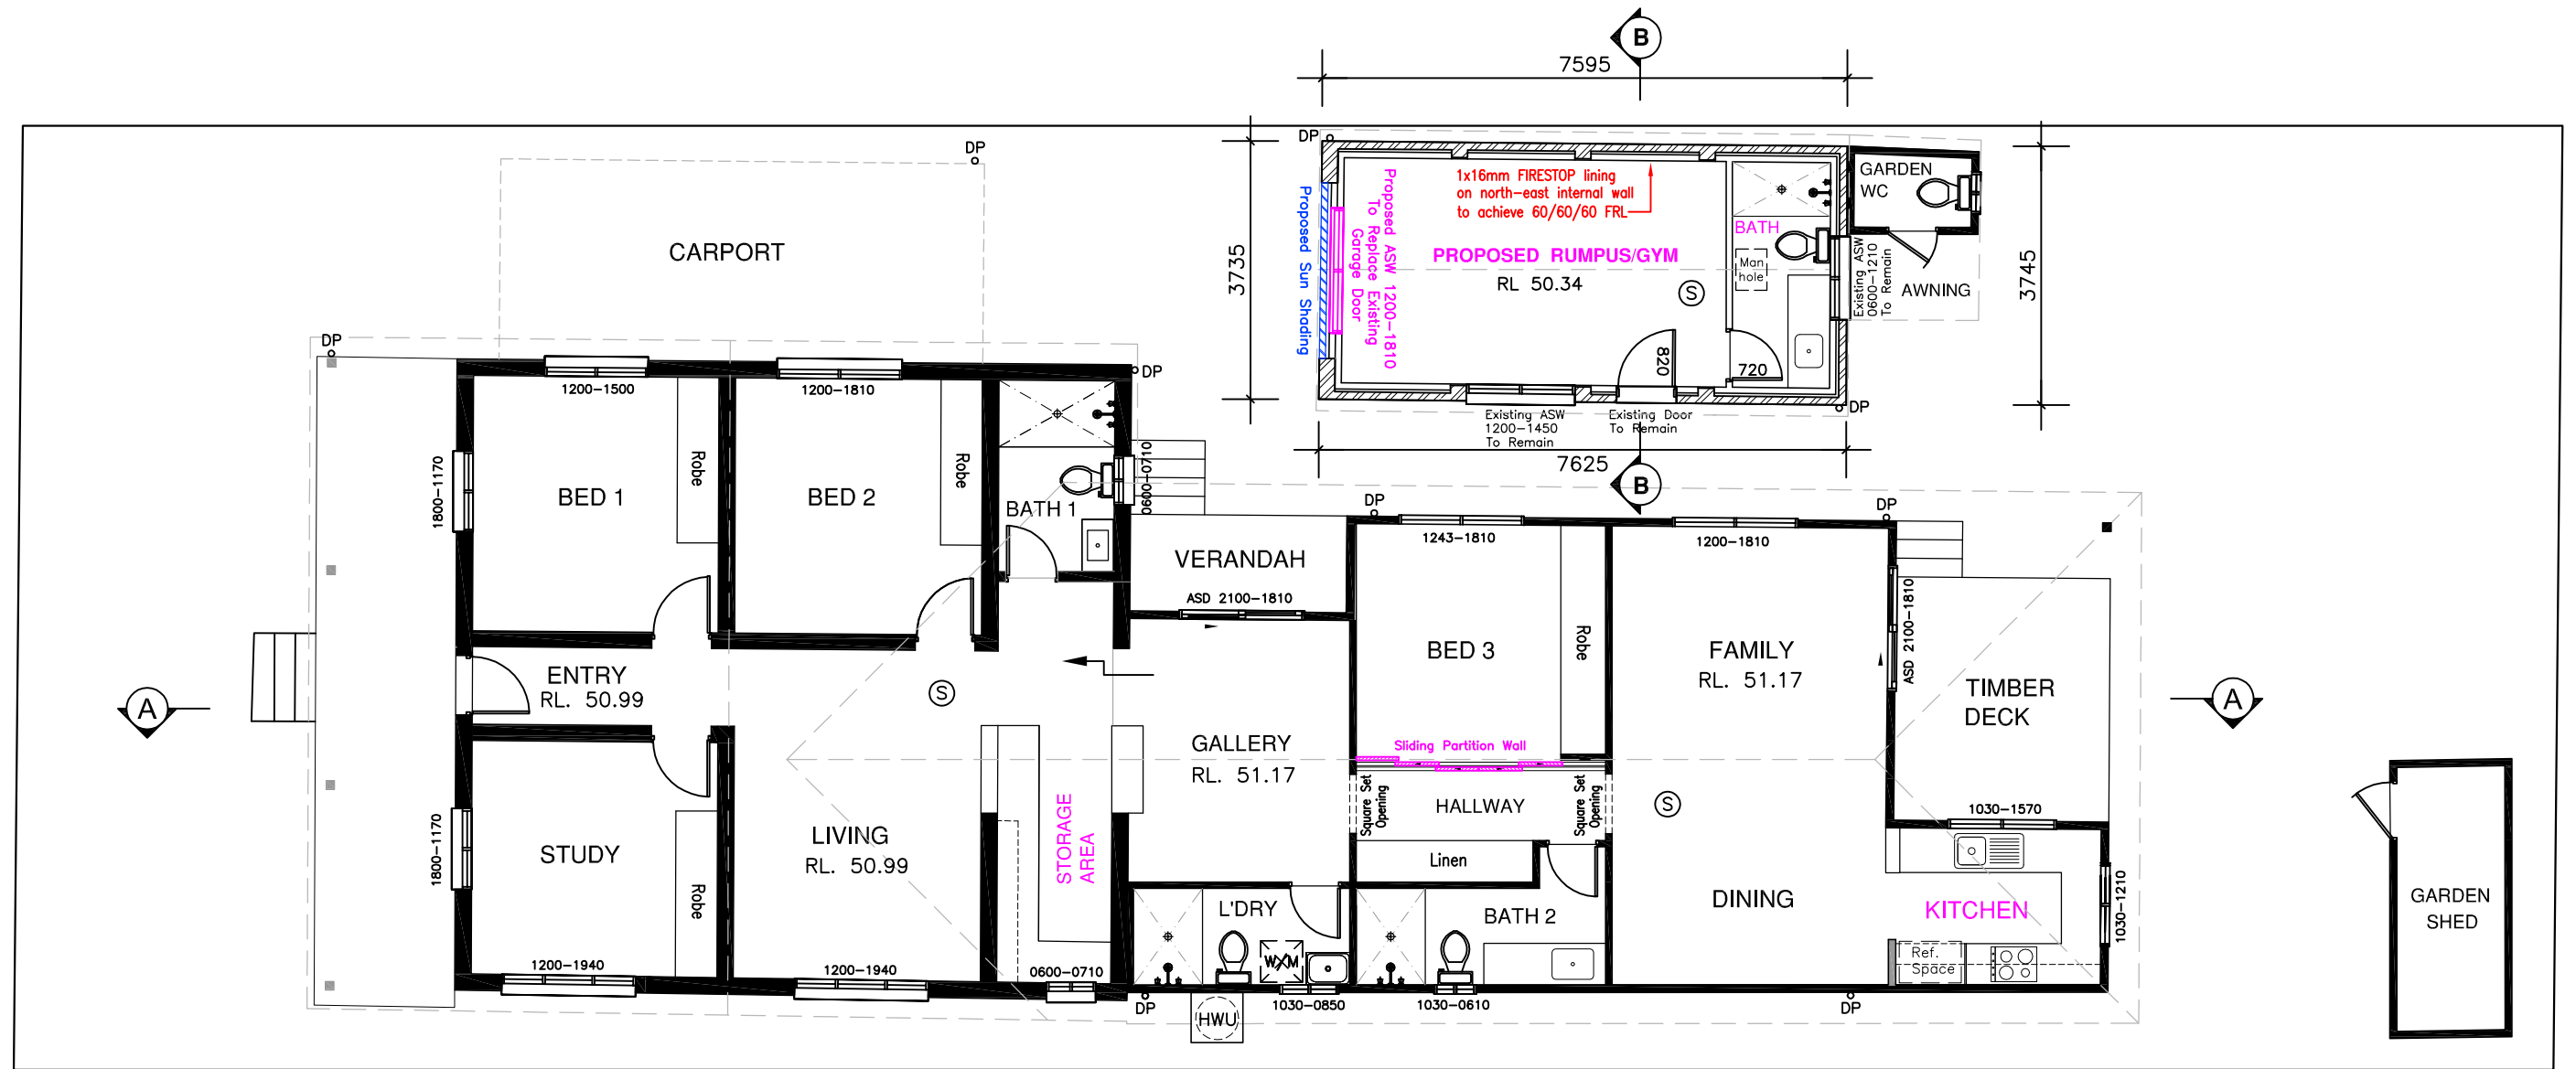 B
7595
DP
DP
3735
3745
Proposed Sun Shading
Proposed ASW 1200-1810
To Replace Existing
Garage Door
1x16mm FIRESTOP lining
on north-east internal wall
to achieve 60/60/60 FRL
PROPOSED RUMPUS/GYM
RL 50.34
S
BATH
Man
hole
820
720
GARDEN
WC
Existing ASW
0600-1210
To Remain
AWNING
DP
Existing ASW
1200-1450
To Remain
Existing Door
To Remain
7625
B
CARPORT
DP
DP
1200-1500
1200-1810
1800-1170
BED 1
Robe
BED 2
Robe
BATH 1
0600-0710
VERANDAH
ASD 2100-1810
DP
DP
1243-1810
1200-1810
BED 3
Robe
FAMILY
RL. 51.17
ASD 2100-1810
TIMBER
DECK
A
A
ENTRY
RL. 50.99
S
GALLERY
RL. 51.17
Sliding Partition Wall
Square Set
Opening
HALLWAY
Square Set
Opening
S
1030-1570
1800-1170
STUDY
Robe
LIVING
RL. 50.99
STORAGE
AREA
Linen
L'DRY
BATH 2
DINING
KITCHEN
1030-1210
GARDEN
SHED
WM
Ref.
Space
1200-1940
1200-1940
0600-0710
DP
HWU
1030-0850
1030-0610
DP